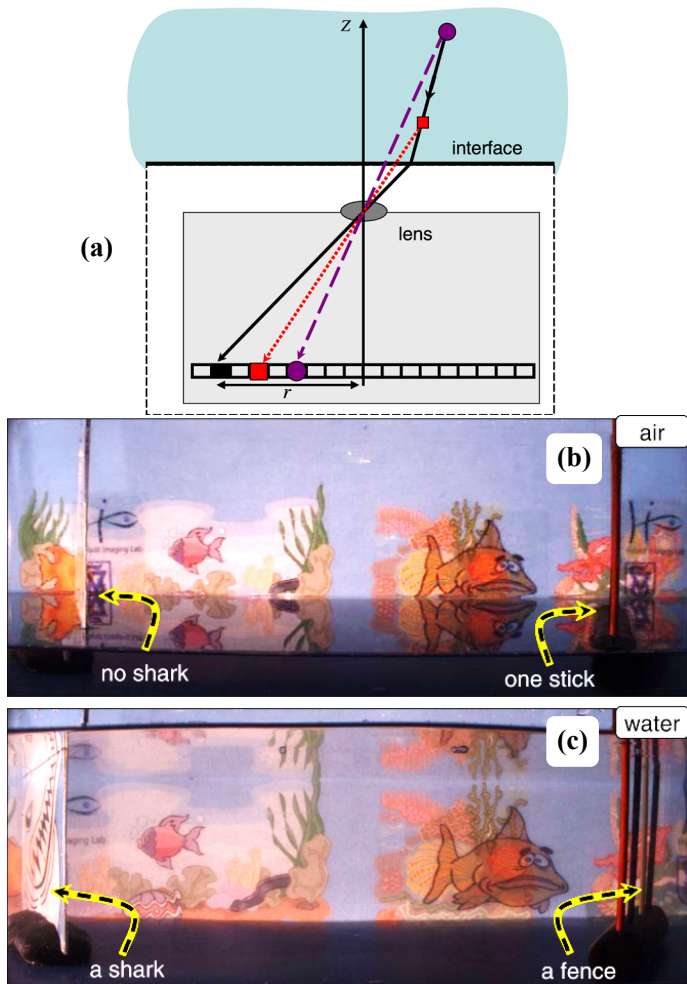 Z
interface
(a)
lens
r
air
(b)
no shark
one stick
water
(c)
a shark
a fence